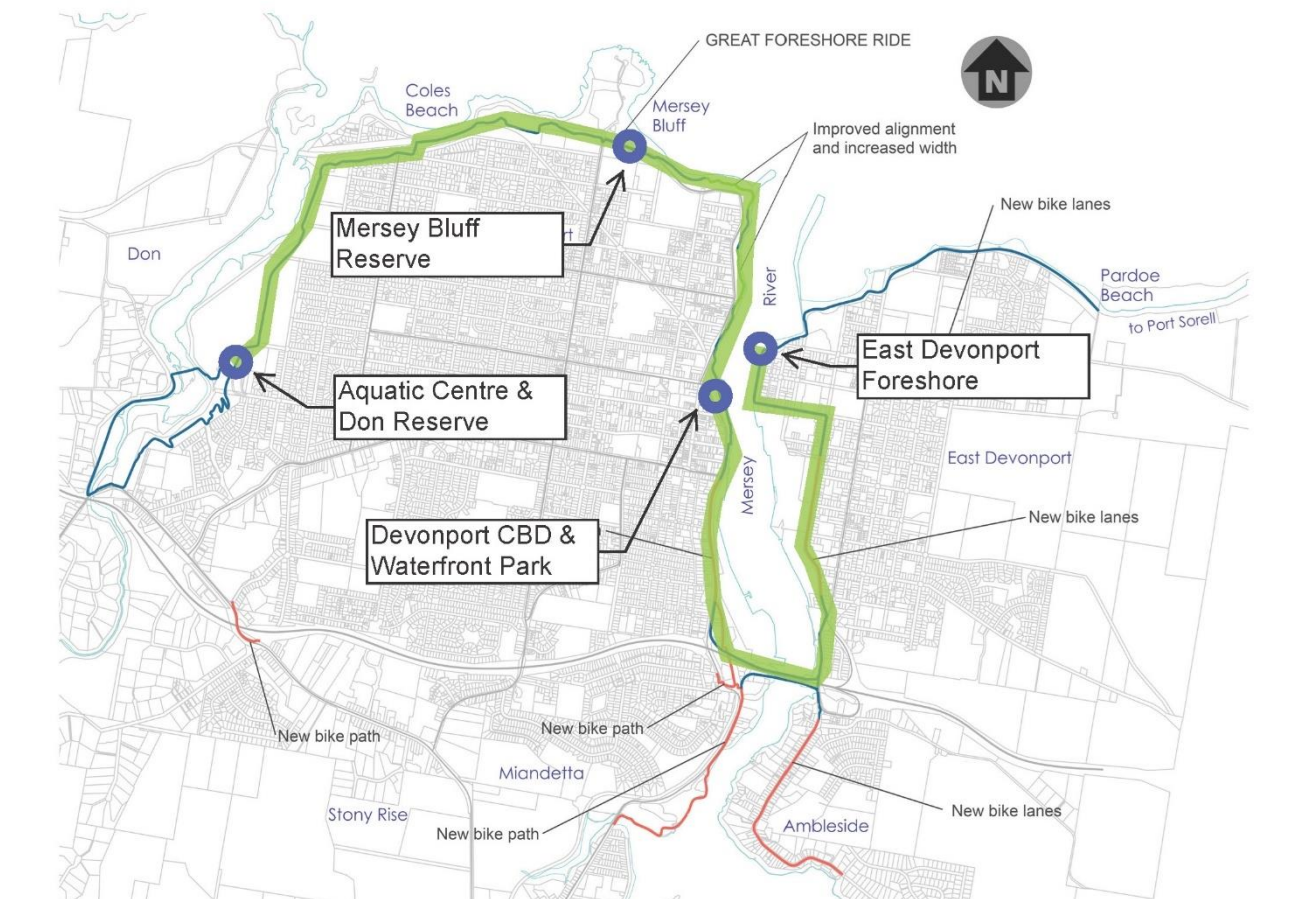 GREAT FORESHORE RIDE
N
Coles
Beach
Mersey
Bluff
Improved alignment
and increased width
New bike lanes
Mersey Bluff
Reserve
rt
Don
River
Pardoe
Beach
to Port Sorell
East Devonport
Foreshore
Aquatic Centre &
Don Reserve
East Devonport
Mersey
New bike lanes
Devonport CBD &
Waterfront Park
New bike path
New bike path
Miandetta
Stony Rise
New bike path
New bike lanes
Ambleside